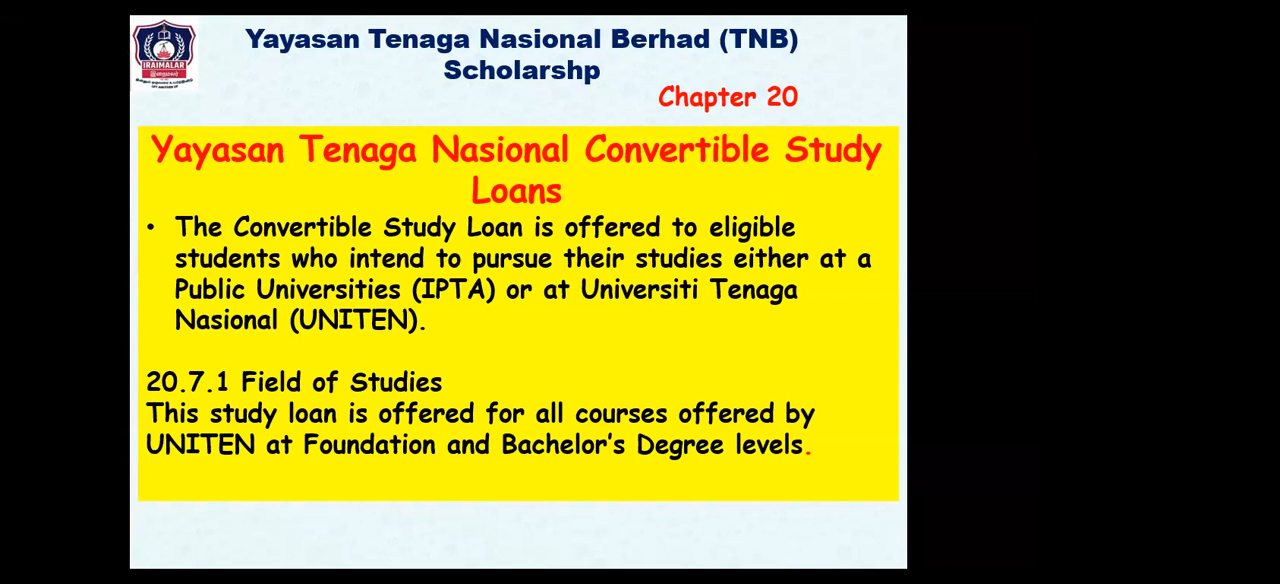 Yayasan Tenaga Nasional Berhad (TNB)
Scholarshp
Chapter 20
IRAIMALAR
இறைமலர்
Yayasan Tenaga Nasional Convertible Study
Loans
• The Convertible Study Loan is offered to eligible
students who intend to pursue their studies either at a
Public Universities (IPTA) or at Universiti Tenaga
Nasional (UNITEN).
20.7.1 Field of Studies
This study loan is offered for all courses offered by
UNITEN at Foundation and Bachelor’s Degree levels.